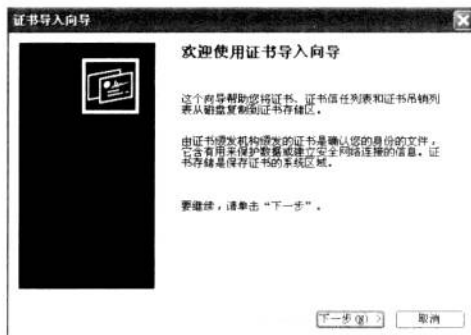 证书导入向导
欢迎使用证书导入向导
这个向导帮助您将证书、证书信任列表和证书吊销列
表从磁盘复制到证书存储区。
由证书颁发机构颁发的证书是确认您的身份的文件，
它含有用来保护数据或建立安全网络连接的信息。证
书存储是保存证书的系统区域。
要继续，请单击“下一步”。
下一步(N) >
取消